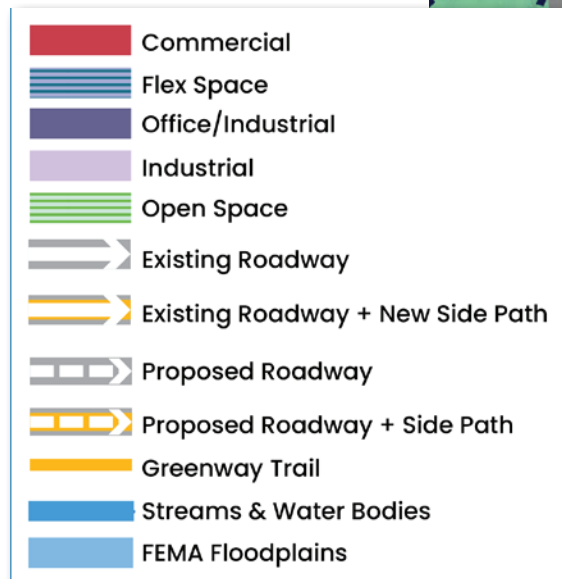 Commercial
Flex Space
Office/Industrial
Industrial
Open Space
Existing Roadway
Existing Roadway + New Side Path
Proposed Roadway
Proposed Roadway + Side Path
Greenway Trail
Streams & Water Bodies
FEMA Floodplains